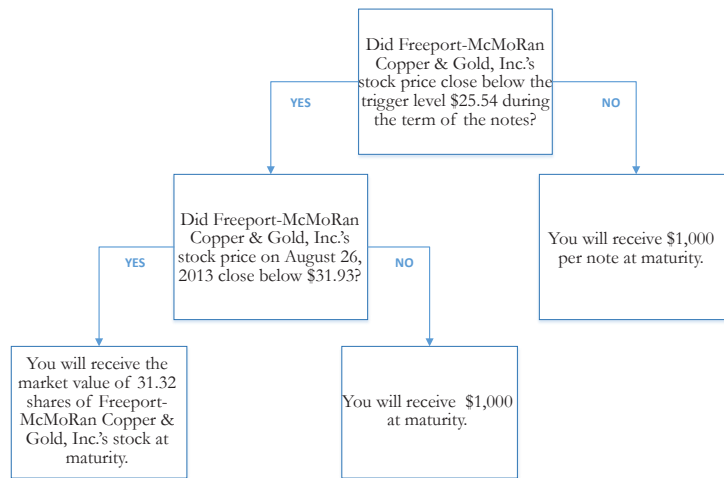 Did Freeport-McMoRan
Copper & Gold, Inc.'s
stock price close below the
trigger level $25.54 during
the term of the notes?
YES
NO
Did Freeport-McMoRan
Copper & Gold, Inc.'s
stock price on August 26,
2013 close below $31.93?
You will receive $1,000
per note at maturity.
YES
NO
You will receive the
market value of 31.32
shares of Freeport-
McMoRan Copper &
Gold, Inc.'s stock at
maturity.
You will receive $1,000
at maturity.